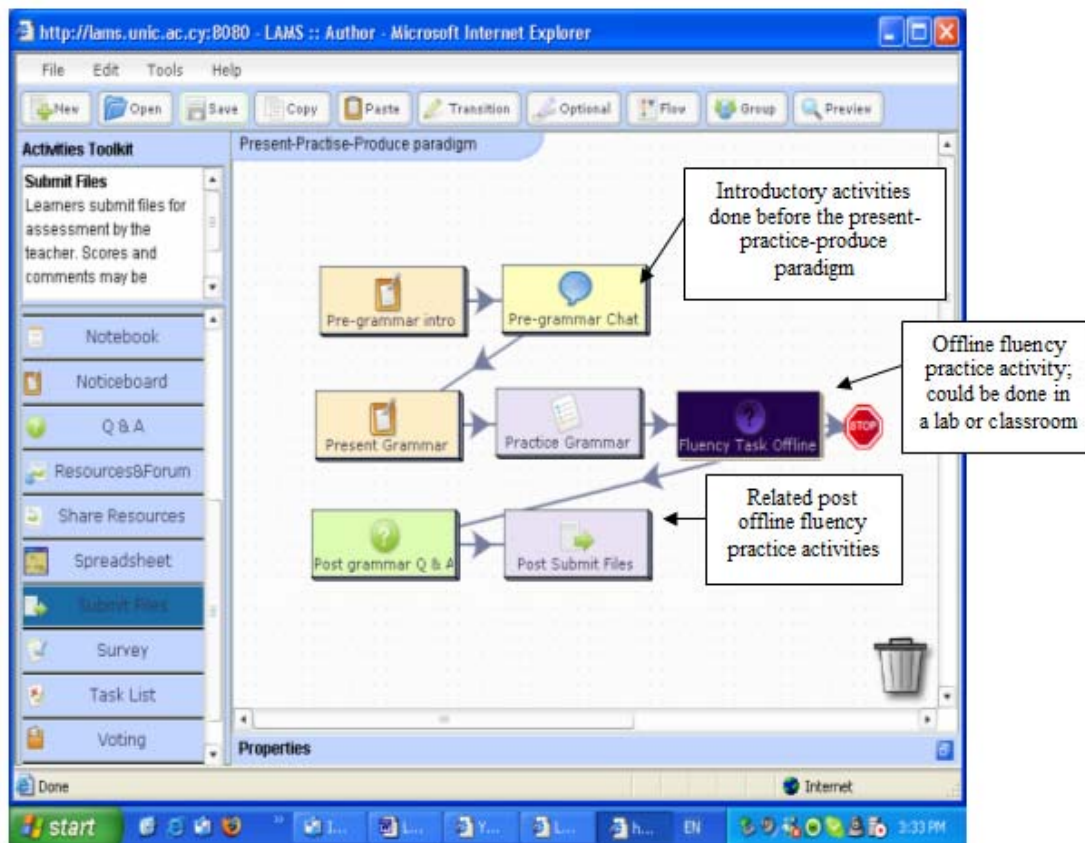 http://lams.unic.ac.cy:8080 - LAMS :: Author - Microsoft Internet Explorer
File Edit Tools Help
New Open Save Copy Paste Transition Optional Flow Group Preview
Activities Toolkit
Submit Files
Learners submit files for
assessment by the
teacher. Scores and
comments may be
Notebook
Noticeboard
Q & A
Resources&Forum
Share Resources
Spreadsheet
Submit Files
Survey
Task List
Voting
Present-Practise-Produce paradigm
Introductory activities
done before the present-
practice-produce
paradigm
Pre-grammar intro
Pre-grammar Chat
Offline fluency
practice activity;
could be done in
a lab or classroom
Present Grammar
Practice Grammar
Fluency Task Offline
STOP
Related post
offline fluency
practice activities
Post grammar Q & A
Post Submit Files
Properties
Done
Internet
start
I...
L...
Y...
L...
h...
EN
3:33 PM